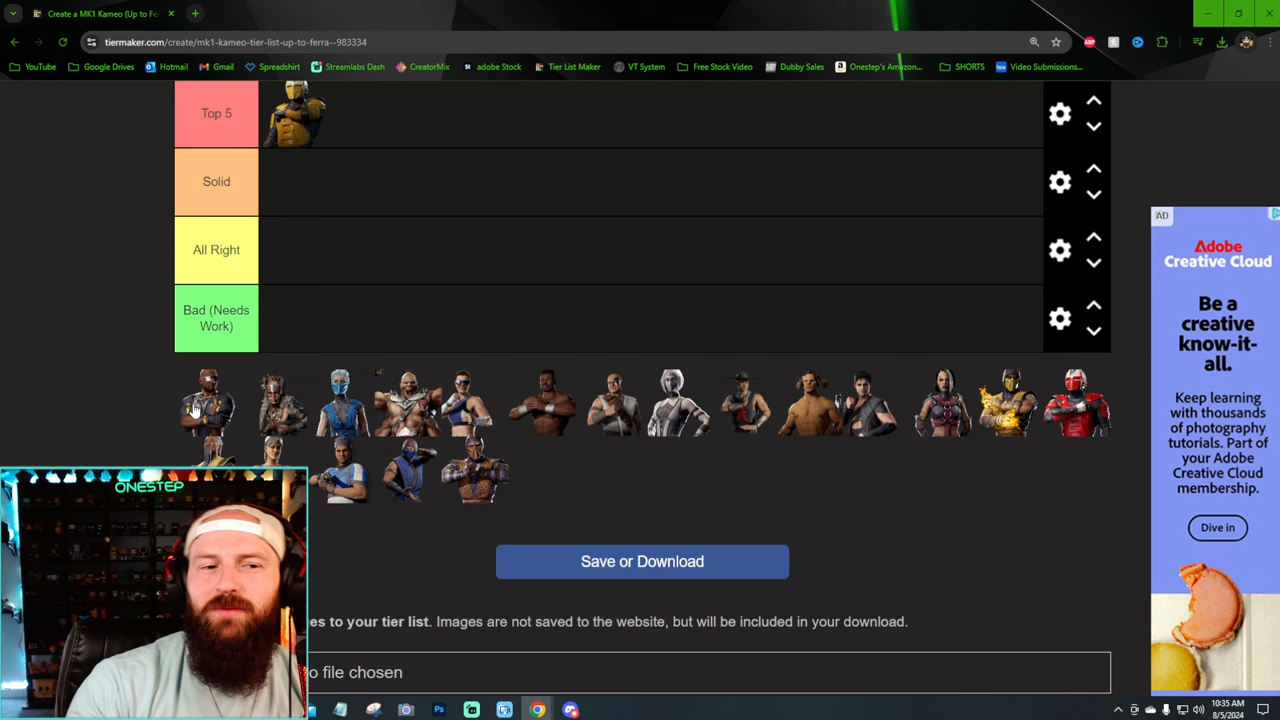 Create a MK1 Kameo (Up to Fer
tiermaker.com/create/mk1-kameo-tier-list-up-to-ferra--983334
YouTube
Google Drives
Hotmail
Gmail
Spreadshirt
Streamlabs Dash
CreatorMix
adobe Stock
Tier List Maker
VT System
Free Stock Video
Dubby Sales
Onestep's Amazon...
SHORTS
Video Submissions...
Top 5
Solid
All Right
Bad (Needs
Work)
AD
Adobe
Creative Cloud
Be a
creative
know-it-
all.
Keep learning
with thousands
of photography
tutorials. Part of
your Adobe
Creative Cloud
membership.
Dive in
ONESTEP
Save or Download
es to your tier list. Images are not saved to the website, but will be included in your download.
o file chosen
10:35 AM
8/5/2024